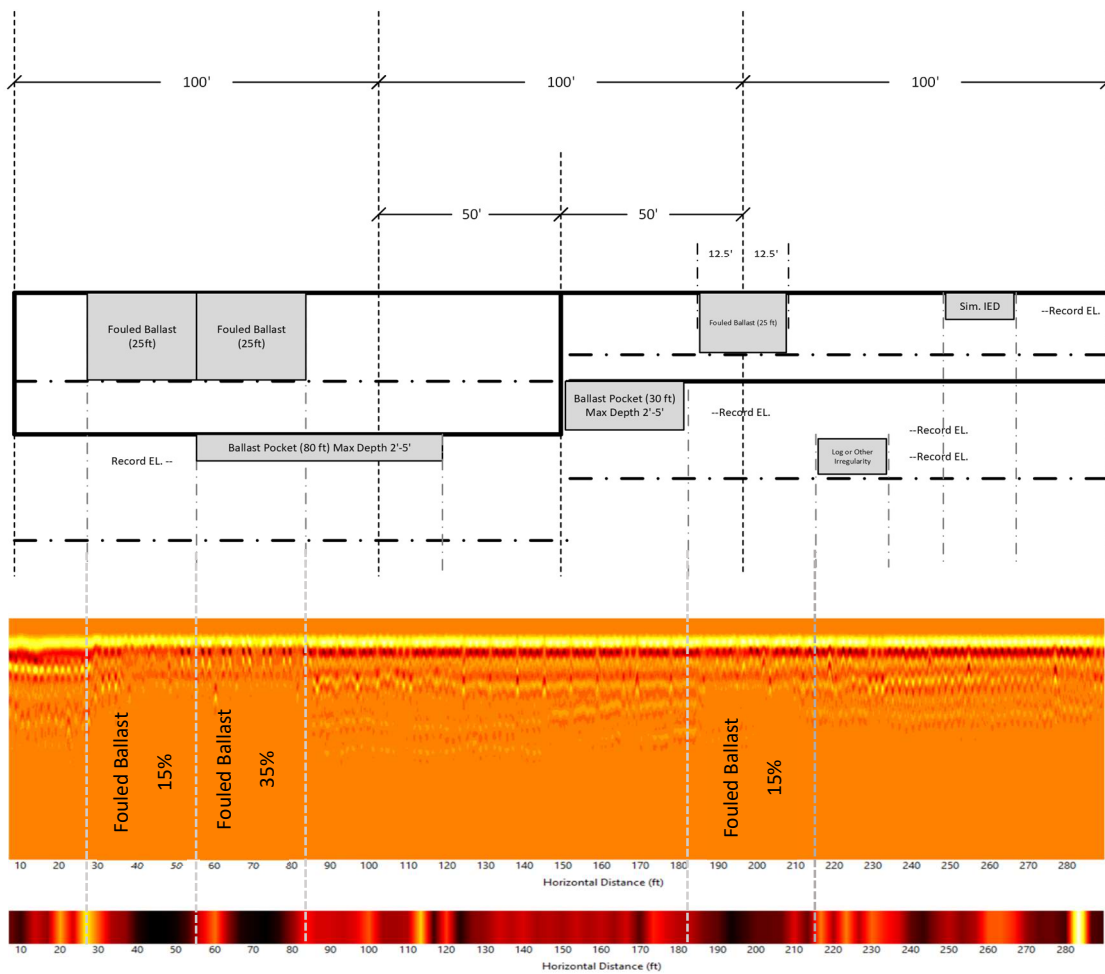 100'
100'
100'
50'
50'
12.5'
12.5'
Fouled Ballast
(25ft)
Fouled Ballast
(25ft)
Fouled Ballast (25 ft)
Sim. IED
--Record EL.
Ballast Pocket (30 ft)
Max Depth 2'-5'
--Record EL.
--Record EL.
Ballast Pocket (80 ft) Max Depth 2'-5'
Record EL. --
Log or Other
Irregularity
--Record EL.
Fouled Ballast
15%
Fouled Ballast
35%
Fouled Ballast
15%
10 20 30 40 50 60 70 80 90 100 110 120 130 140 150 160 170 180 190 200 210 220 230 240 250 260 270 280
Horizontal Distance (ft)
10 20 30 40 50 60 70 80 90 100 110 120 130 140 150 160 170 180 190 200 210 220 230 240 250 260 270 280
Horizontal Distance (ft)